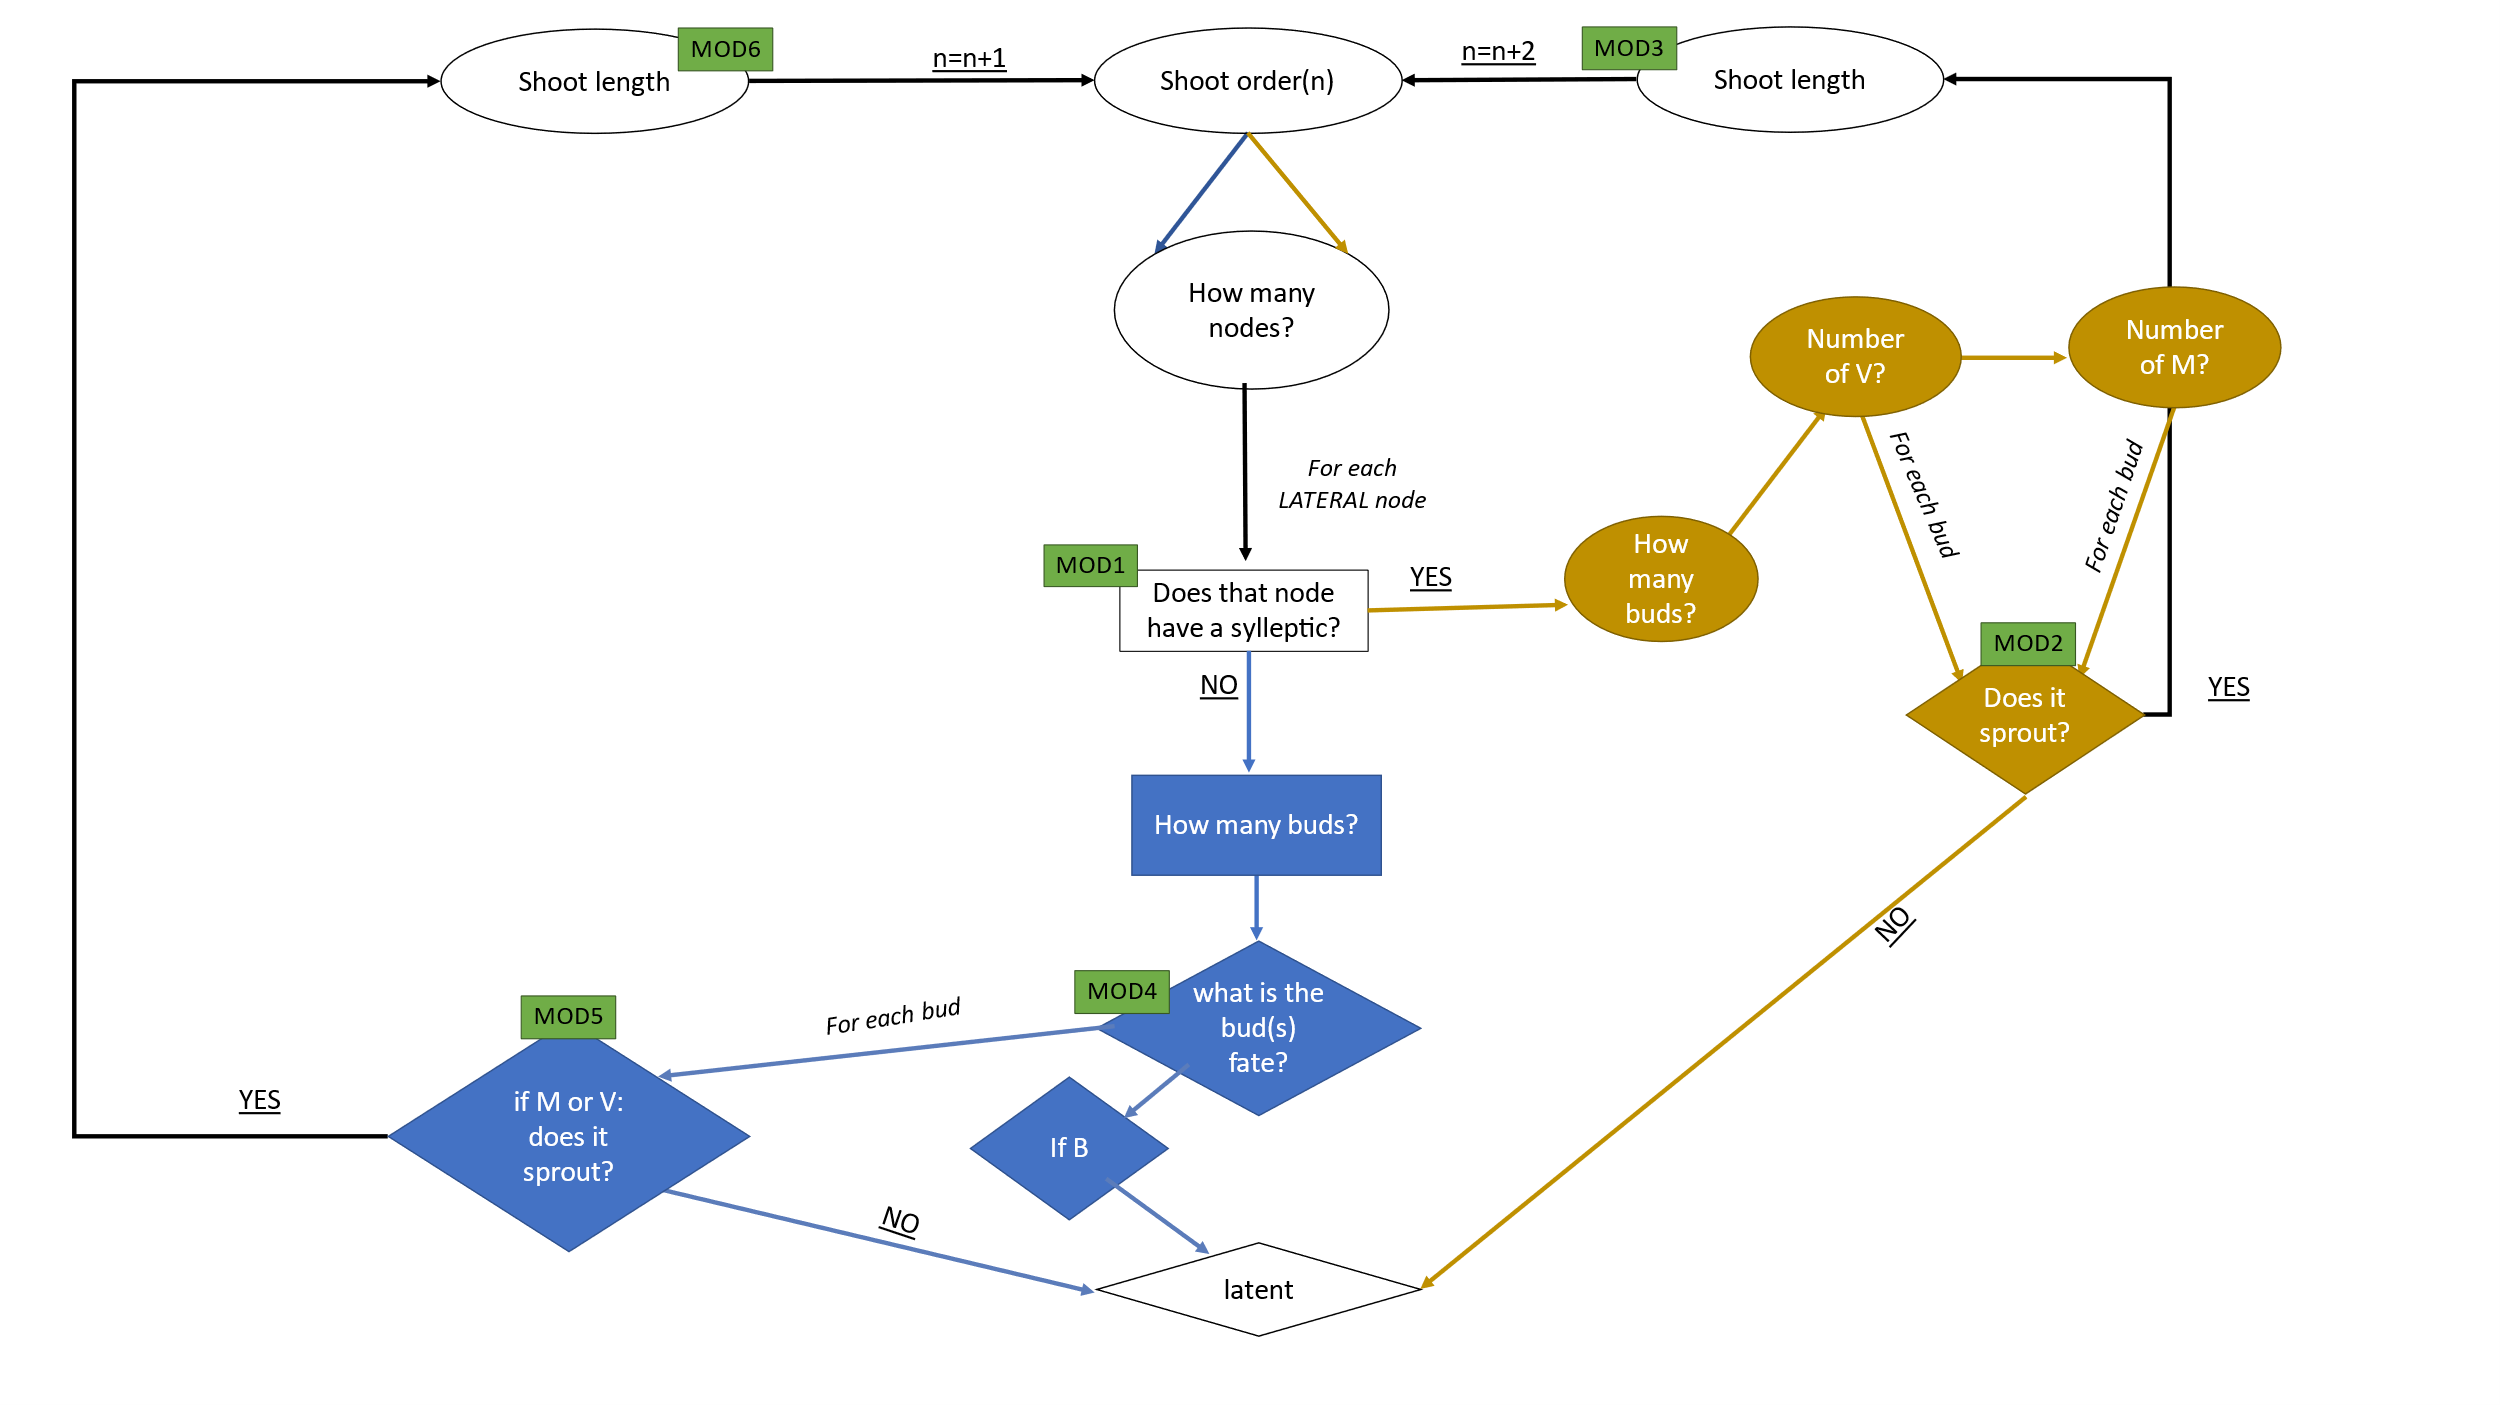 MOD6
Shoot length
n=n+1
Shoot order(n)
n=n+2
MOD3
Shoot length
How many
nodes?
Number
of V?
Number
of M?
For each
LATERAL node
For each bud
For each bud
MOD1
Does that node
have a sylleptic?
YES
How
many
buds?
MOD2
Does it
sprout?
YES
NO
How many buds?
NO
MOD4
what is the
bud(s)
fate?
For each bud
MOD5
if M or V:
does it
sprout?
YES
If B
NO
latent